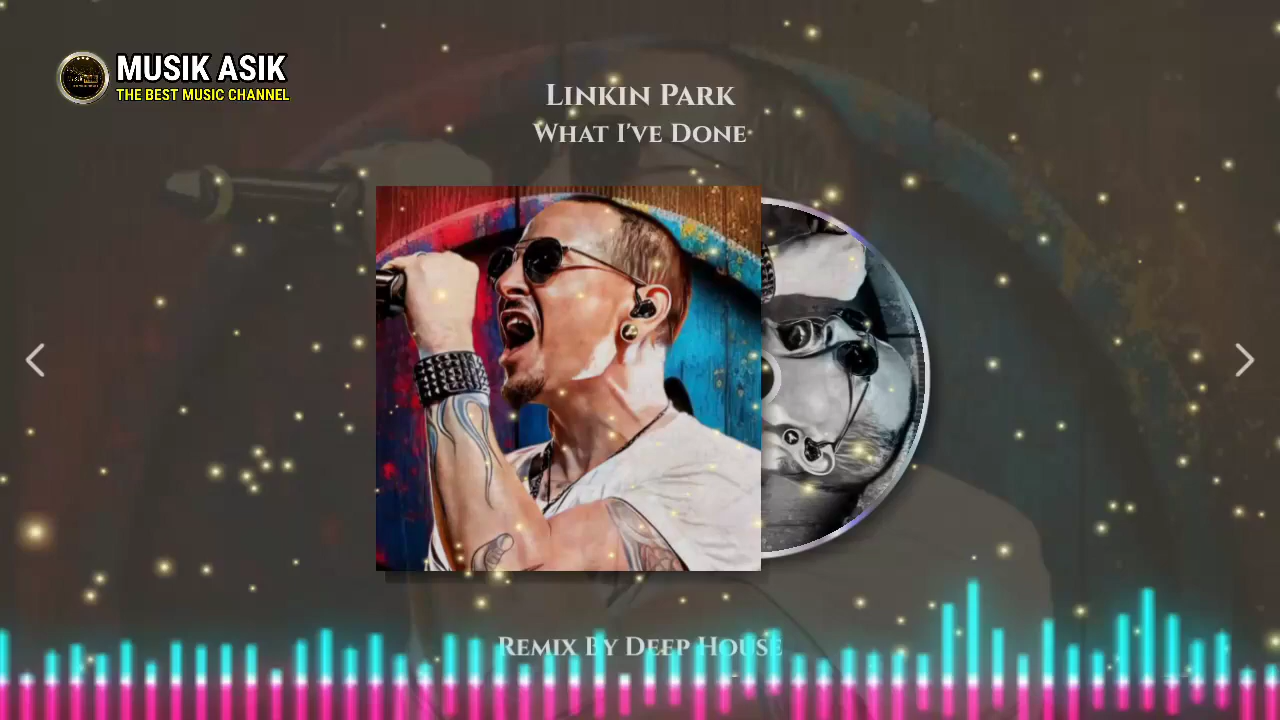 MUSIK ASIK
THE BEST MUSIC CHANNEL
Linkin Park
What I've Done
Remix By Deep House